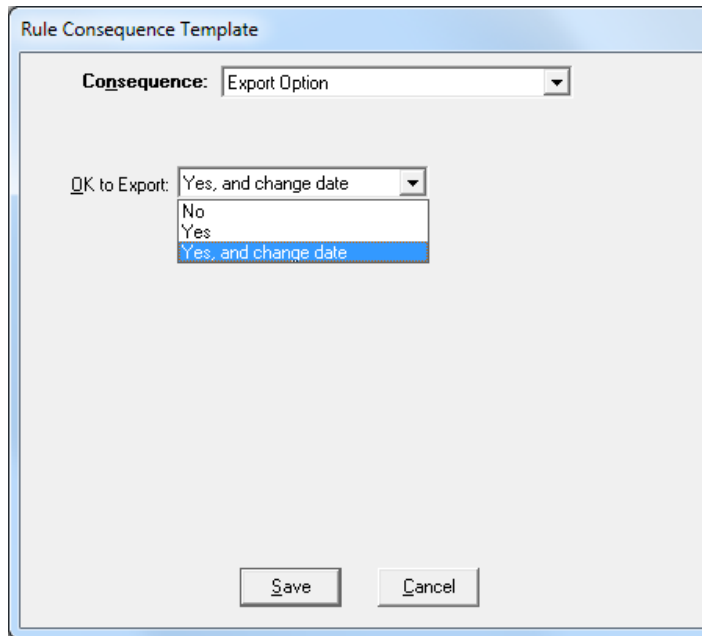 Rule Consequence Template
Consequence: Export Option
OK to Export: Yes, and change date
No
Yes
Yes, and change date
Save Cancel